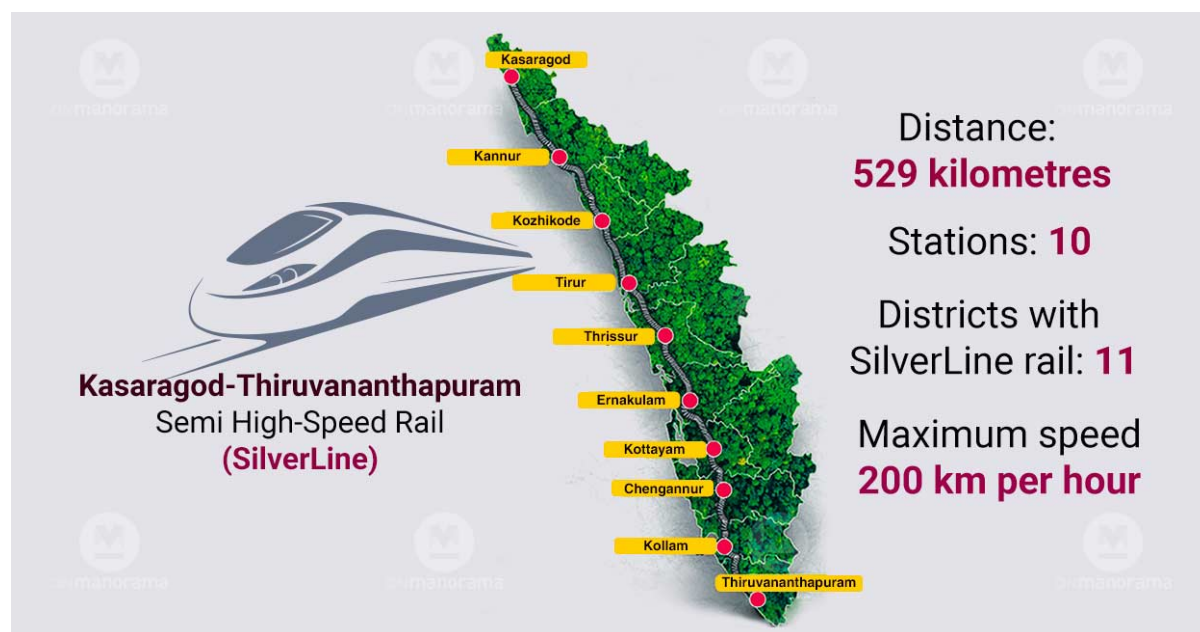 Kasaragod
Kannur
Kozhikode
Tirur
Thrissur
Ernakulam
Kottayam
Chengannur
Kollam
Thiruvananthapuram
Kasaragod-Thiruvananthapuram
Semi High-Speed Rail
(SilverLine)
Distance:
529 kilometres
Stations: 10
Districts with
SilverLine rail: 11
Maximum speed
200 km per hour